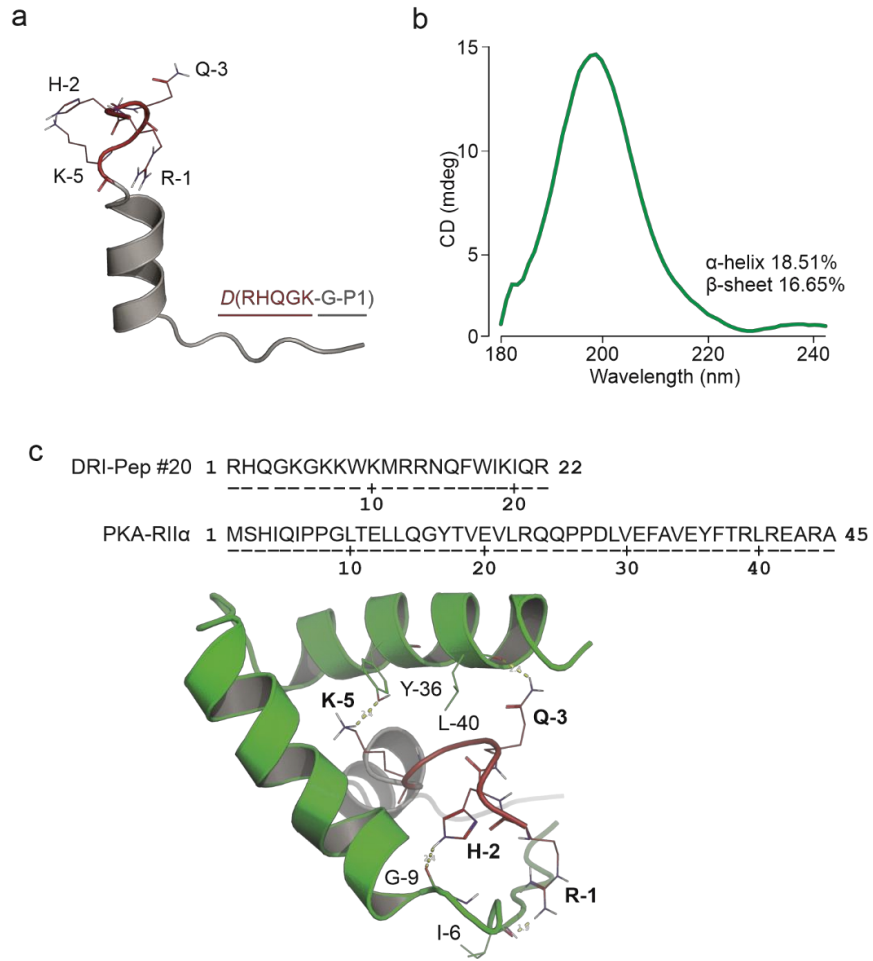 a
H-2
Q-3
K-5
R-1
D(RHQGK-G-P1)
b
15
10
5
0
CD (mdeg)
α-helix 18.51%
β-sheet 16.65%
180 200 220 240
Wavelength (nm)
c
DRI-Pep #20 1 RHQGKGKKWKMRRNQFWIKIQR 22
10 20
PKA-RIIα 1 MSHIQIPPGLTELLQGYTVEVLRQQPPDLVEFAVEYFTRLREARA 45
10 20 30 40
K-5
Y-36
Q-3
L-40
H-2
G-9
R-1
I-6